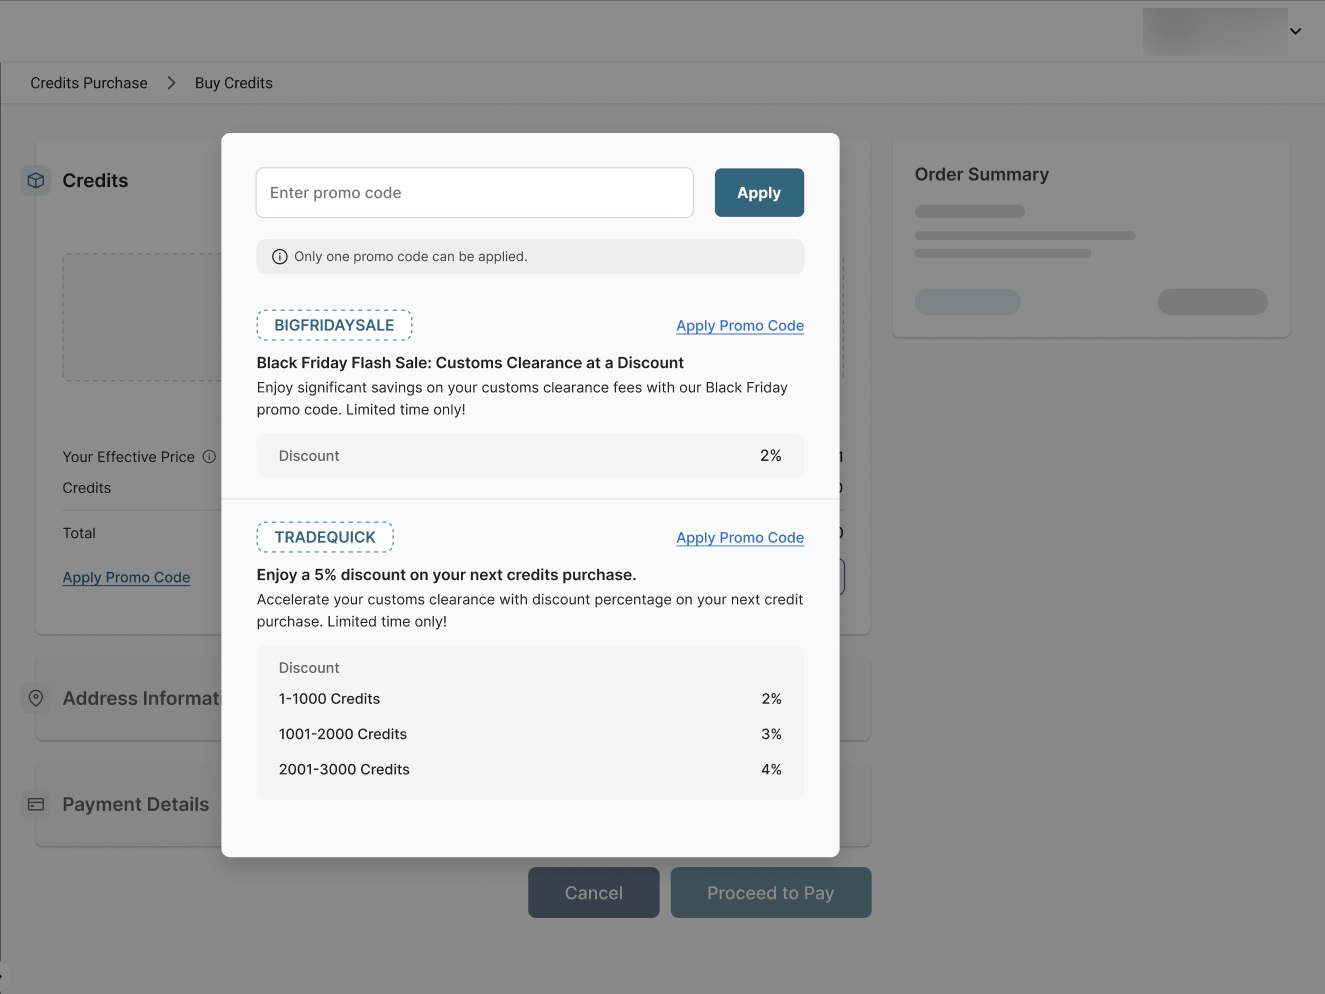 Credits Purchase > Buy Credits
Credits
Order Summary
Enter promo code
Apply
Only one promo code can be applied.
BIGFRIDAYSALE
Apply Promo Code
Black Friday Flash Sale: Customs Clearance at a Discount
Enjoy significant savings on your customs clearance fees with our Black Friday
promo code. Limited time only!
Discount 2%
TRADEQUICK
Apply Promo Code
Enjoy a 5% discount on your next credits purchase.
Accelerate your customs clearance with discount percentage on your next credit
purchase. Limited time only!
Discount
1-1000 Credits 2%
1001-2000 Credits 3%
2001-3000 Credits 4%
Your Effective Price
Credits
Total
Apply Promo Code
Address Informati
Payment Details
Cancel
Proceed to Pay